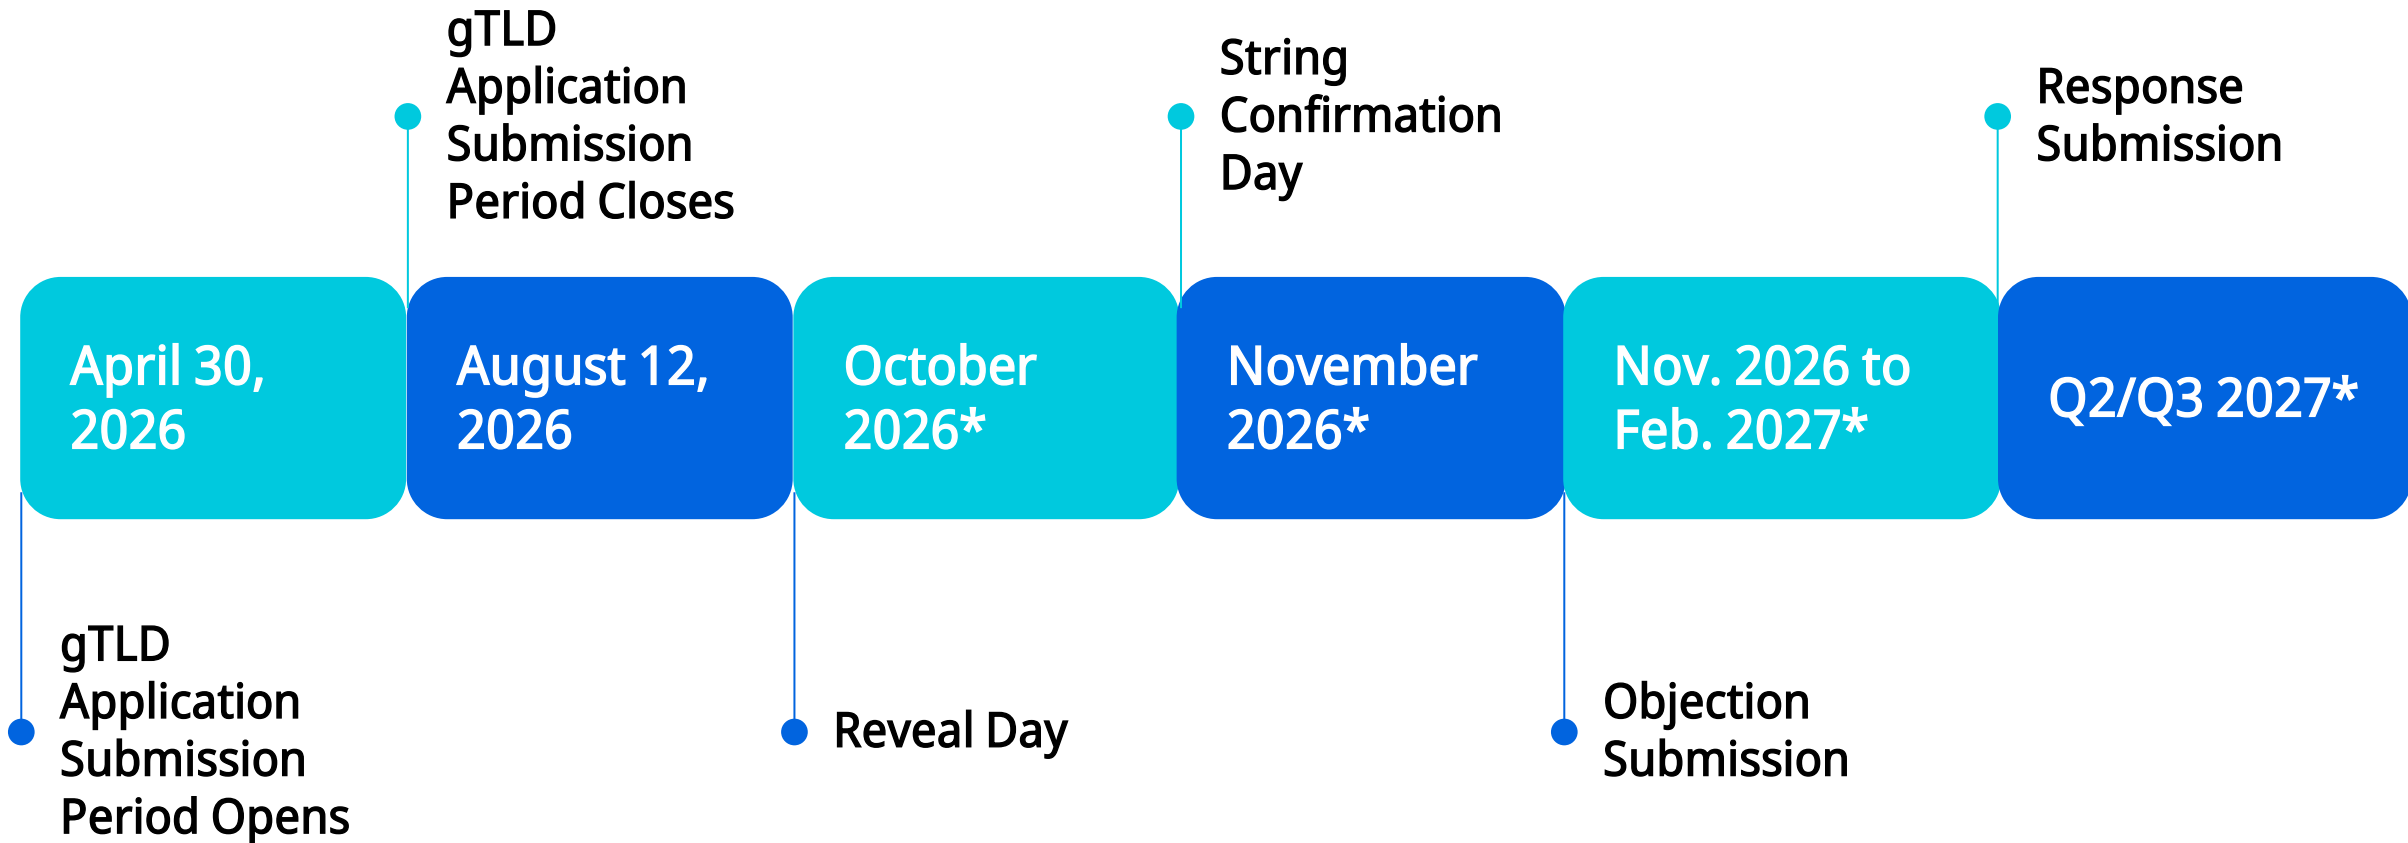 gTLD
Application
Submission
Period Closes
String
Confirmation
Day
Response
Submission
April 30,
2026
August 12,
2026
October
2026*
November
2026*
Nov. 2026 to
Feb. 2027*
Q2/Q3 2027*
gTLD
Application
Submission
Period Opens
Reveal Day
Objection
Submission